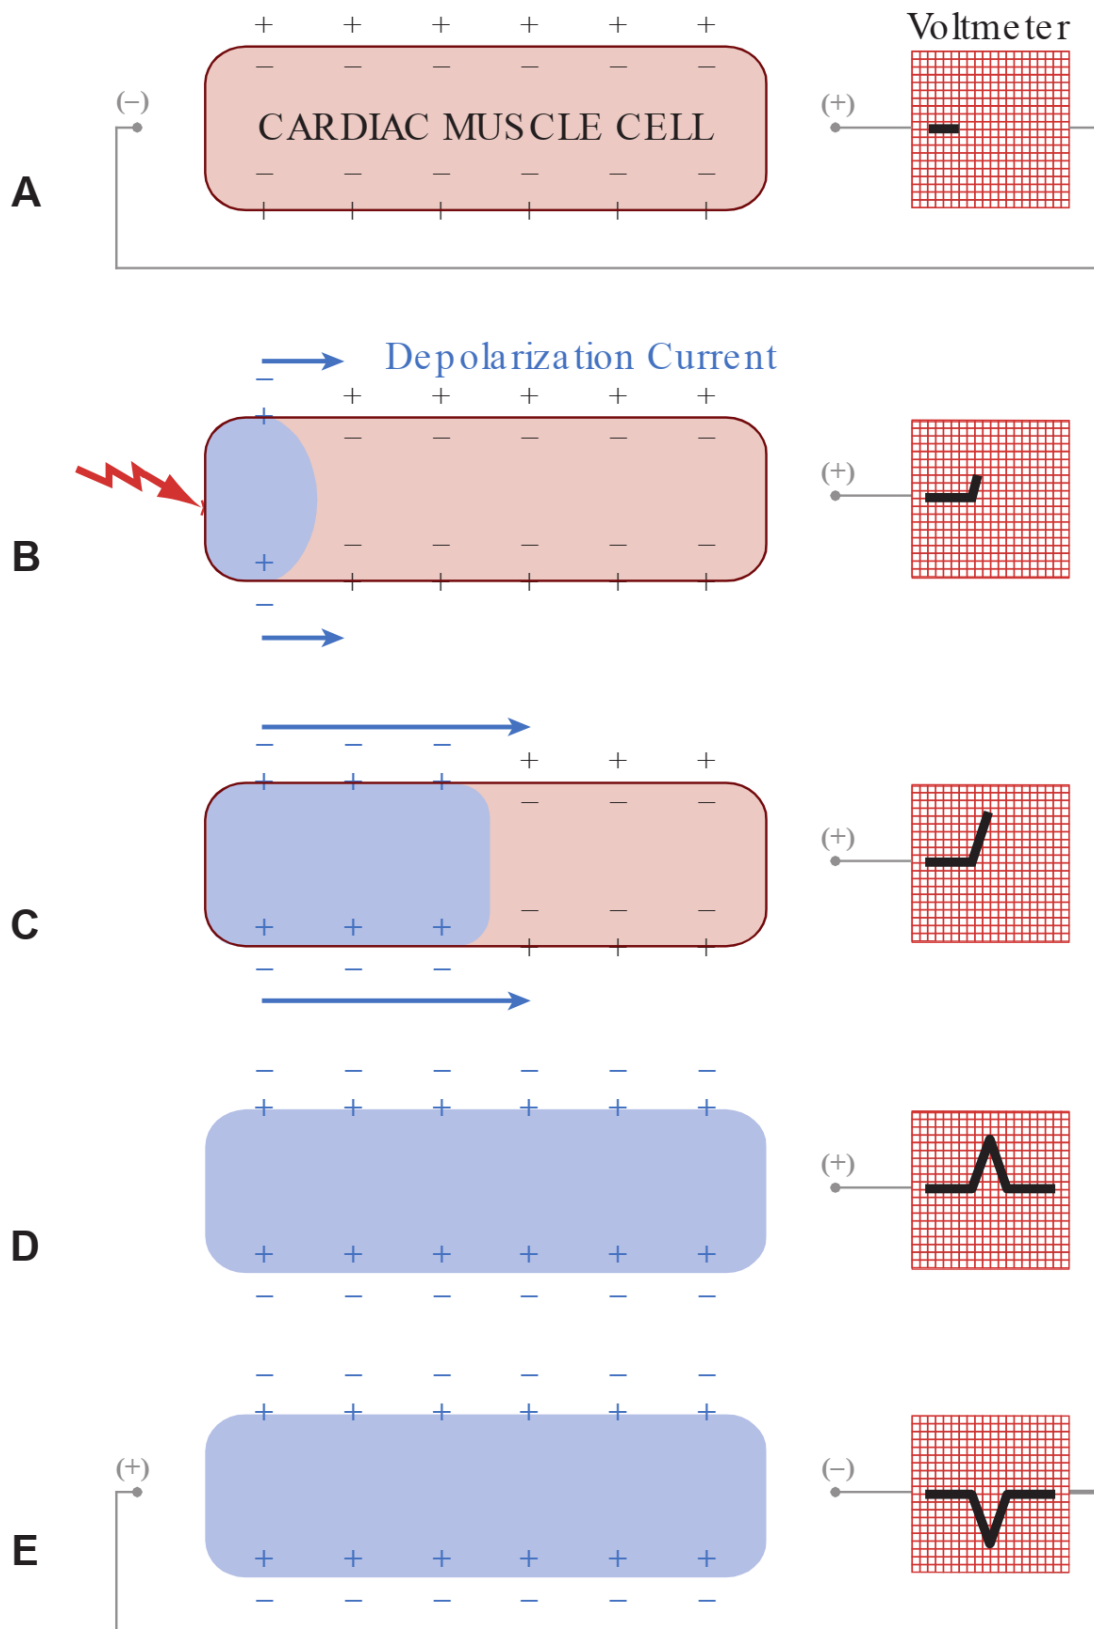 + + + + + + Voltmeter
− − − − − −
(−) (+)
CARDIAC MUSCLE CELL
A
− − − − − −
+ + + + + +
Depolarization Current
−
+ + + + +
+
− − − − −
(+)
B
− − − − −
+
+ + + + +
−
− − −
+ + +
+ + +
− − −
(+)
C
− − −
+ + +
+ + +
− − −
− − − − − −
+ + + + + +
(+)
D
+ + + + + +
− − − − − −
− − − − − −
+ + + + + +
(+) (−)
E
+ + + + + +
− − − − − −